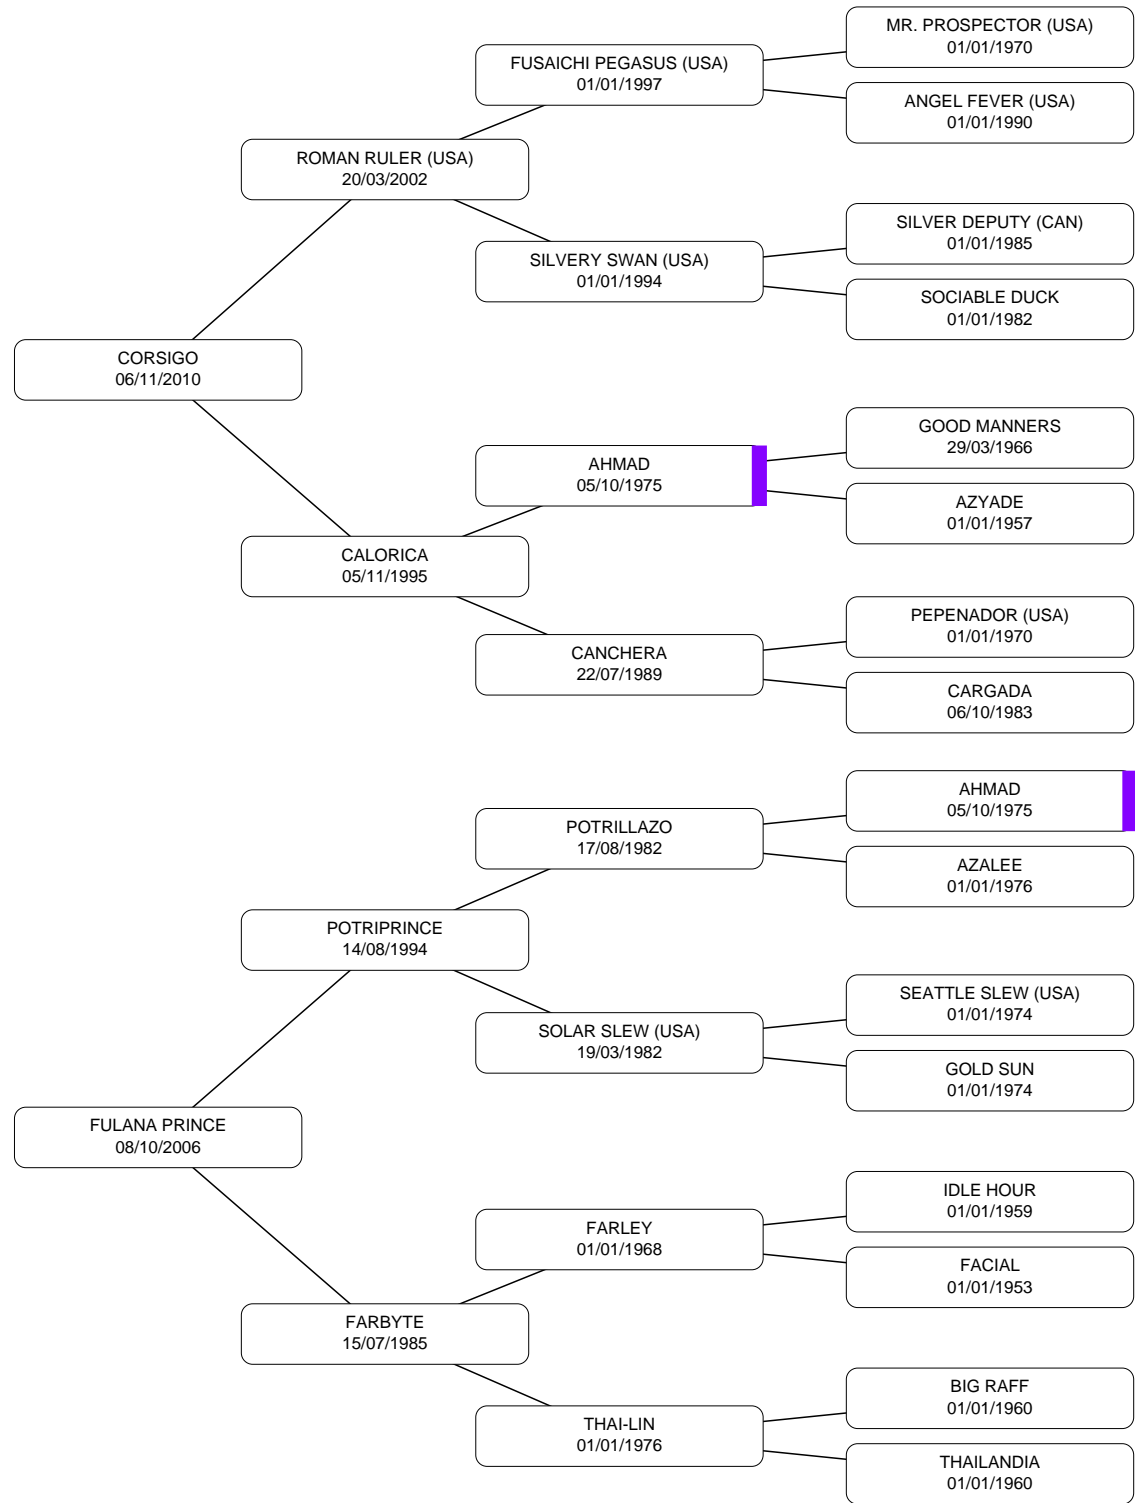 MR. PROSPECTOR (USA)
01/01/1970
FUSAICHI PEGASUS (USA)
01/01/1997
ANGEL FEVER (USA)
01/01/1990
ROMAN RULER (USA)
20/03/2002
SILVER DEPUTY (CAN)
01/01/1985
SILVERY SWAN (USA)
01/01/1994
SOCIABLE DUCK
01/01/1982
CORSIGO
06/11/2010
GOOD MANNERS
29/03/1966
AHMAD
05/10/1975
AZYADE
01/01/1957
CALORICA
05/11/1995
PEPENADOR (USA)
01/01/1970
CANCHERA
22/07/1989
CARGADA
06/10/1983
AHMAD
05/10/1975
POTRILLAZO
17/08/1982
AZALEE
01/01/1976
POTRIPRINCE
14/08/1994
SEATTLE SLEW (USA)
01/01/1974
SOLAR SLEW (USA)
19/03/1982
GOLD SUN
01/01/1974
FULANA PRINCE
08/10/2006
IDLE HOUR
01/01/1959
FARLEY
01/01/1968
FACIAL
01/01/1953
FARBYTE
15/07/1985
BIG RAFF
01/01/1960
THAI-LIN
01/01/1976
THAILANDIA
01/01/1960